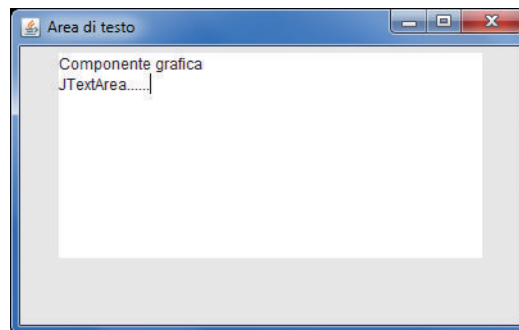 Area di testo
Componente grafica
JTextArea......